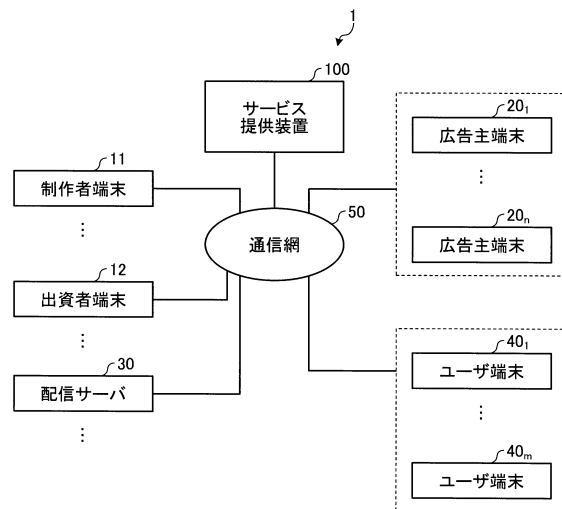 1
100
サービス
提供装置
11
制作者端末
⋮
12
出資者端末
⋮
30
配信サーバ
⋮
50
通信網
20₁
広告主端末
⋮
20ₙ
広告主端末
40₁
ユーザ端末
⋮
40ₘ
ユーザ端末